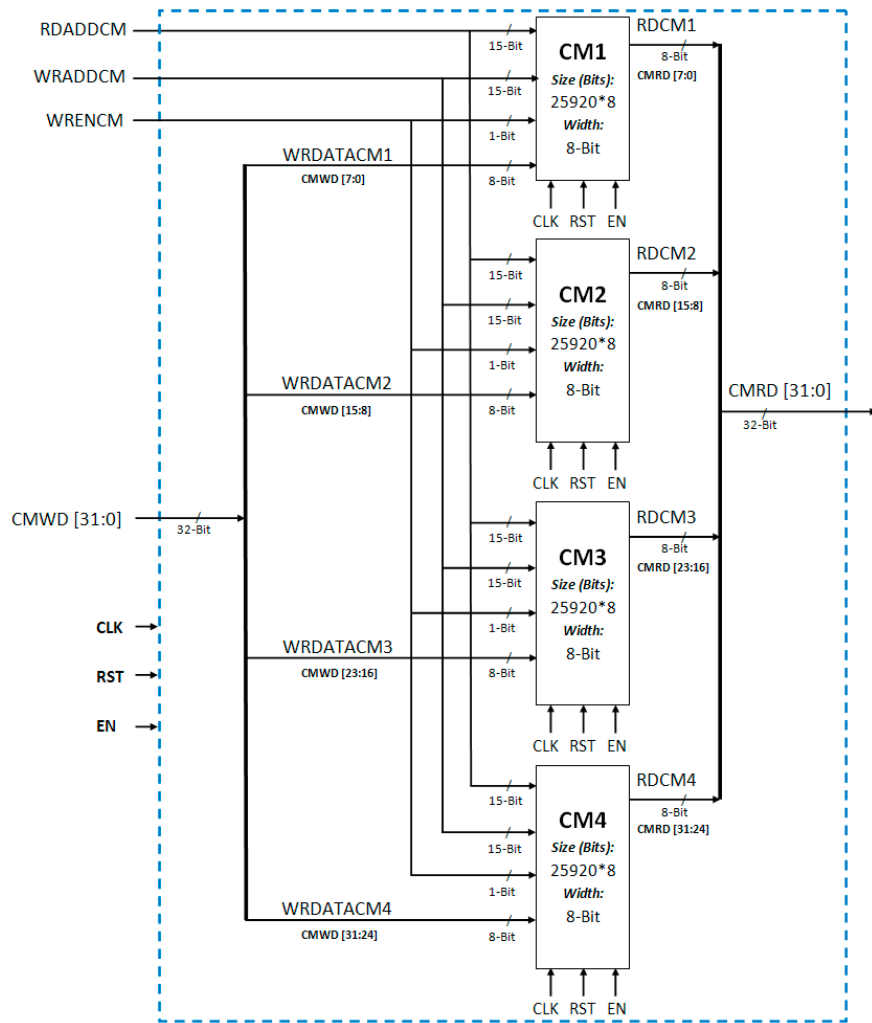 RDADDCM
WRADDCM
WRENCM
15-Bit
15-Bit
1-Bit
WRDATACM1
CMWD [7:0]
8-Bit
CM1
Size (Bits):
25920*8
Width:
8-Bit
CLK RST EN
RDCM1
8-Bit
CMRD [7:0]
15-Bit
15-Bit
1-Bit
WRDATACM2
CMWD [15:8]
8-Bit
CM2
Size (Bits):
25920*8
Width:
8-Bit
CLK RST EN
RDCM2
8-Bit
CMRD [15:8]
CMRD [31:0]
32-Bit
CMWD [31:0]
32-Bit
CLK
RST
EN
15-Bit
15-Bit
1-Bit
WRDATACM3
CMWD [23:16]
8-Bit
CM3
Size (Bits):
25920*8
Width:
8-Bit
CLK RST EN
RDCM3
8-Bit
CMRD [23:16]
15-Bit
15-Bit
1-Bit
WRDATACM4
CMWD [31:24]
8-Bit
CM4
Size (Bits):
25920*8
Width:
8-Bit
CLK RST EN
RDCM4
8-Bit
CMRD [31:24]